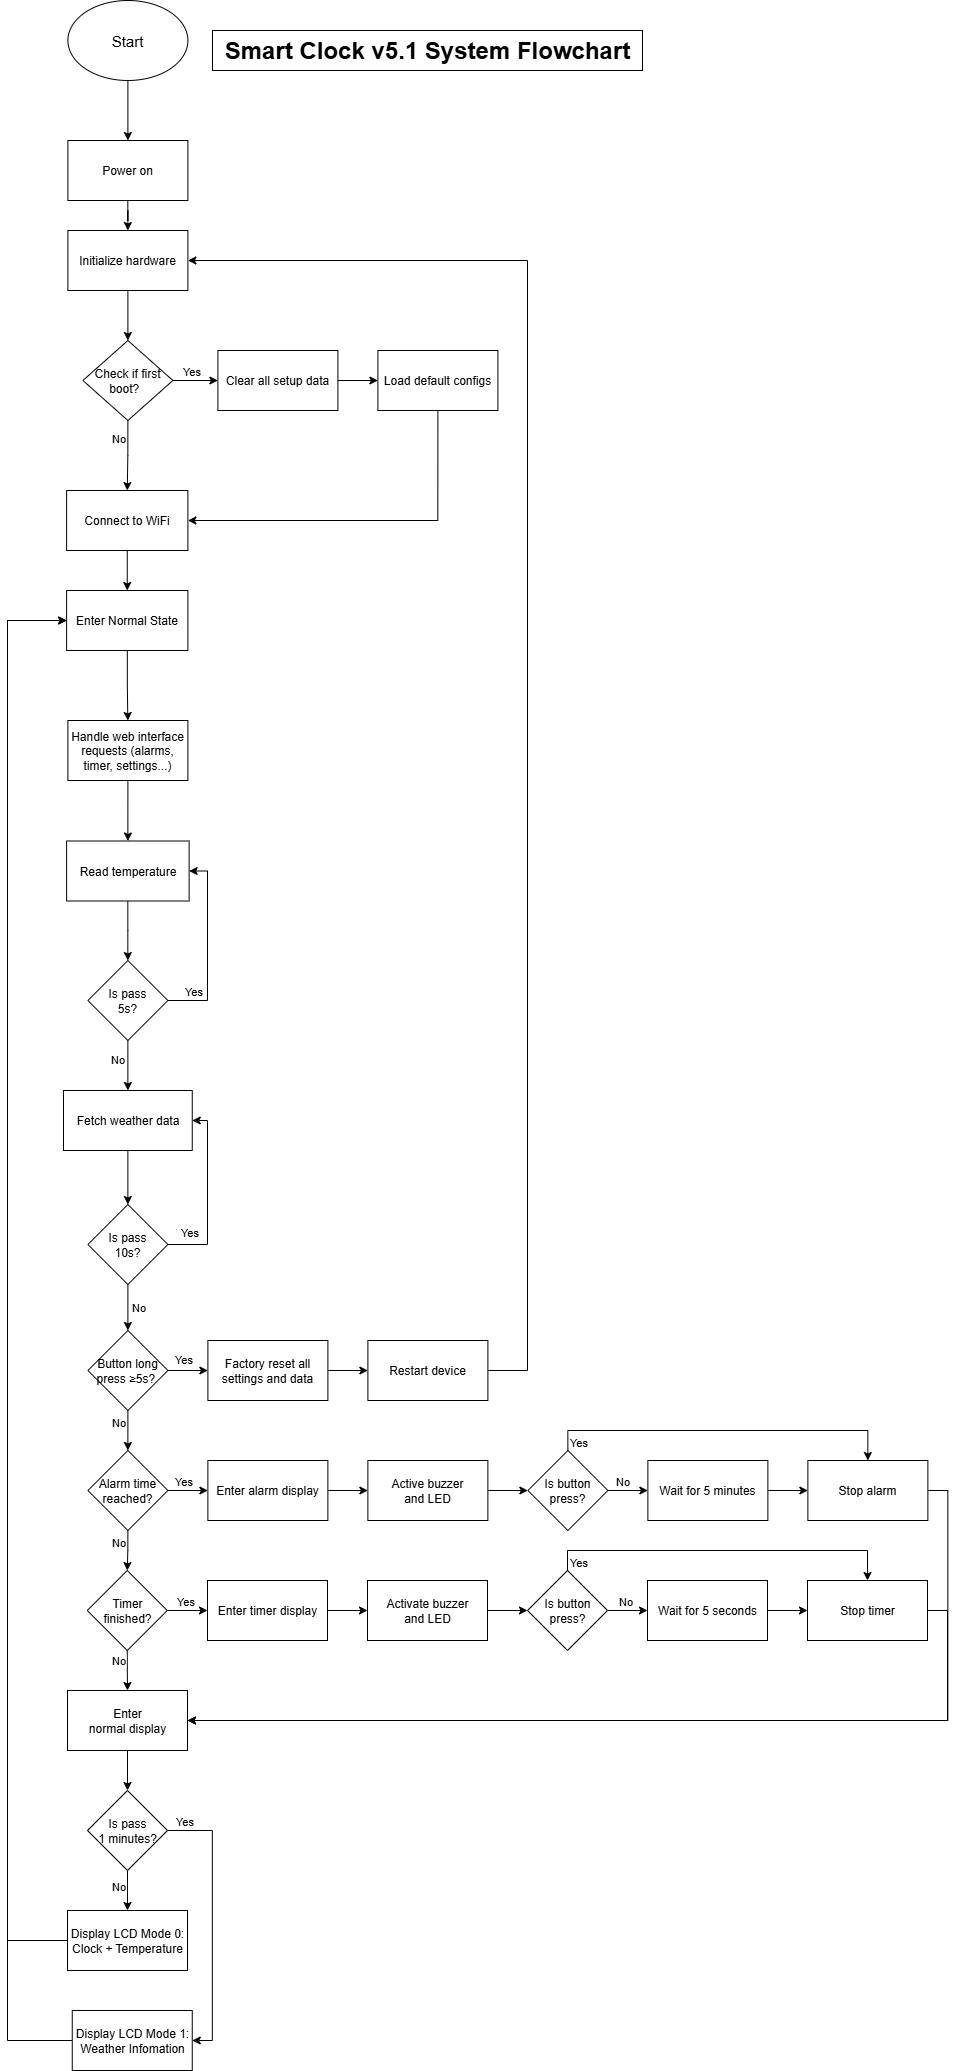 Start
Smart Clock v5.1 System Flowchart
Power on
Initialize hardware
Check if first
boot?
Yes
Clear all setup data
Load default configs
No
Connect to WiFi
Enter Normal State
Handle web interface
requests (alarms,
timer, settings...)
Read temperature
Is pass
5s?
Yes
No
Fetch weather data
Is pass
10s?
Yes
No
Button long
press ≥5s?
Yes
Factory reset all
settings and data
Restart device
No
Alarm time
reached?
Yes
Enter alarm display
Active buzzer
and LED
Is button
press?
Yes
No
Wait for 5 minutes
Stop alarm
No
Timer
finished?
Yes
Enter timer display
Activate buzzer
and LED
Is button
press?
Yes
No
Wait for 5 seconds
Stop timer
No
Enter
normal display
Is pass
1 minutes?
Yes
No
Display LCD Mode 0:
Clock + Temperature
Display LCD Mode 1:
Weather Infomation